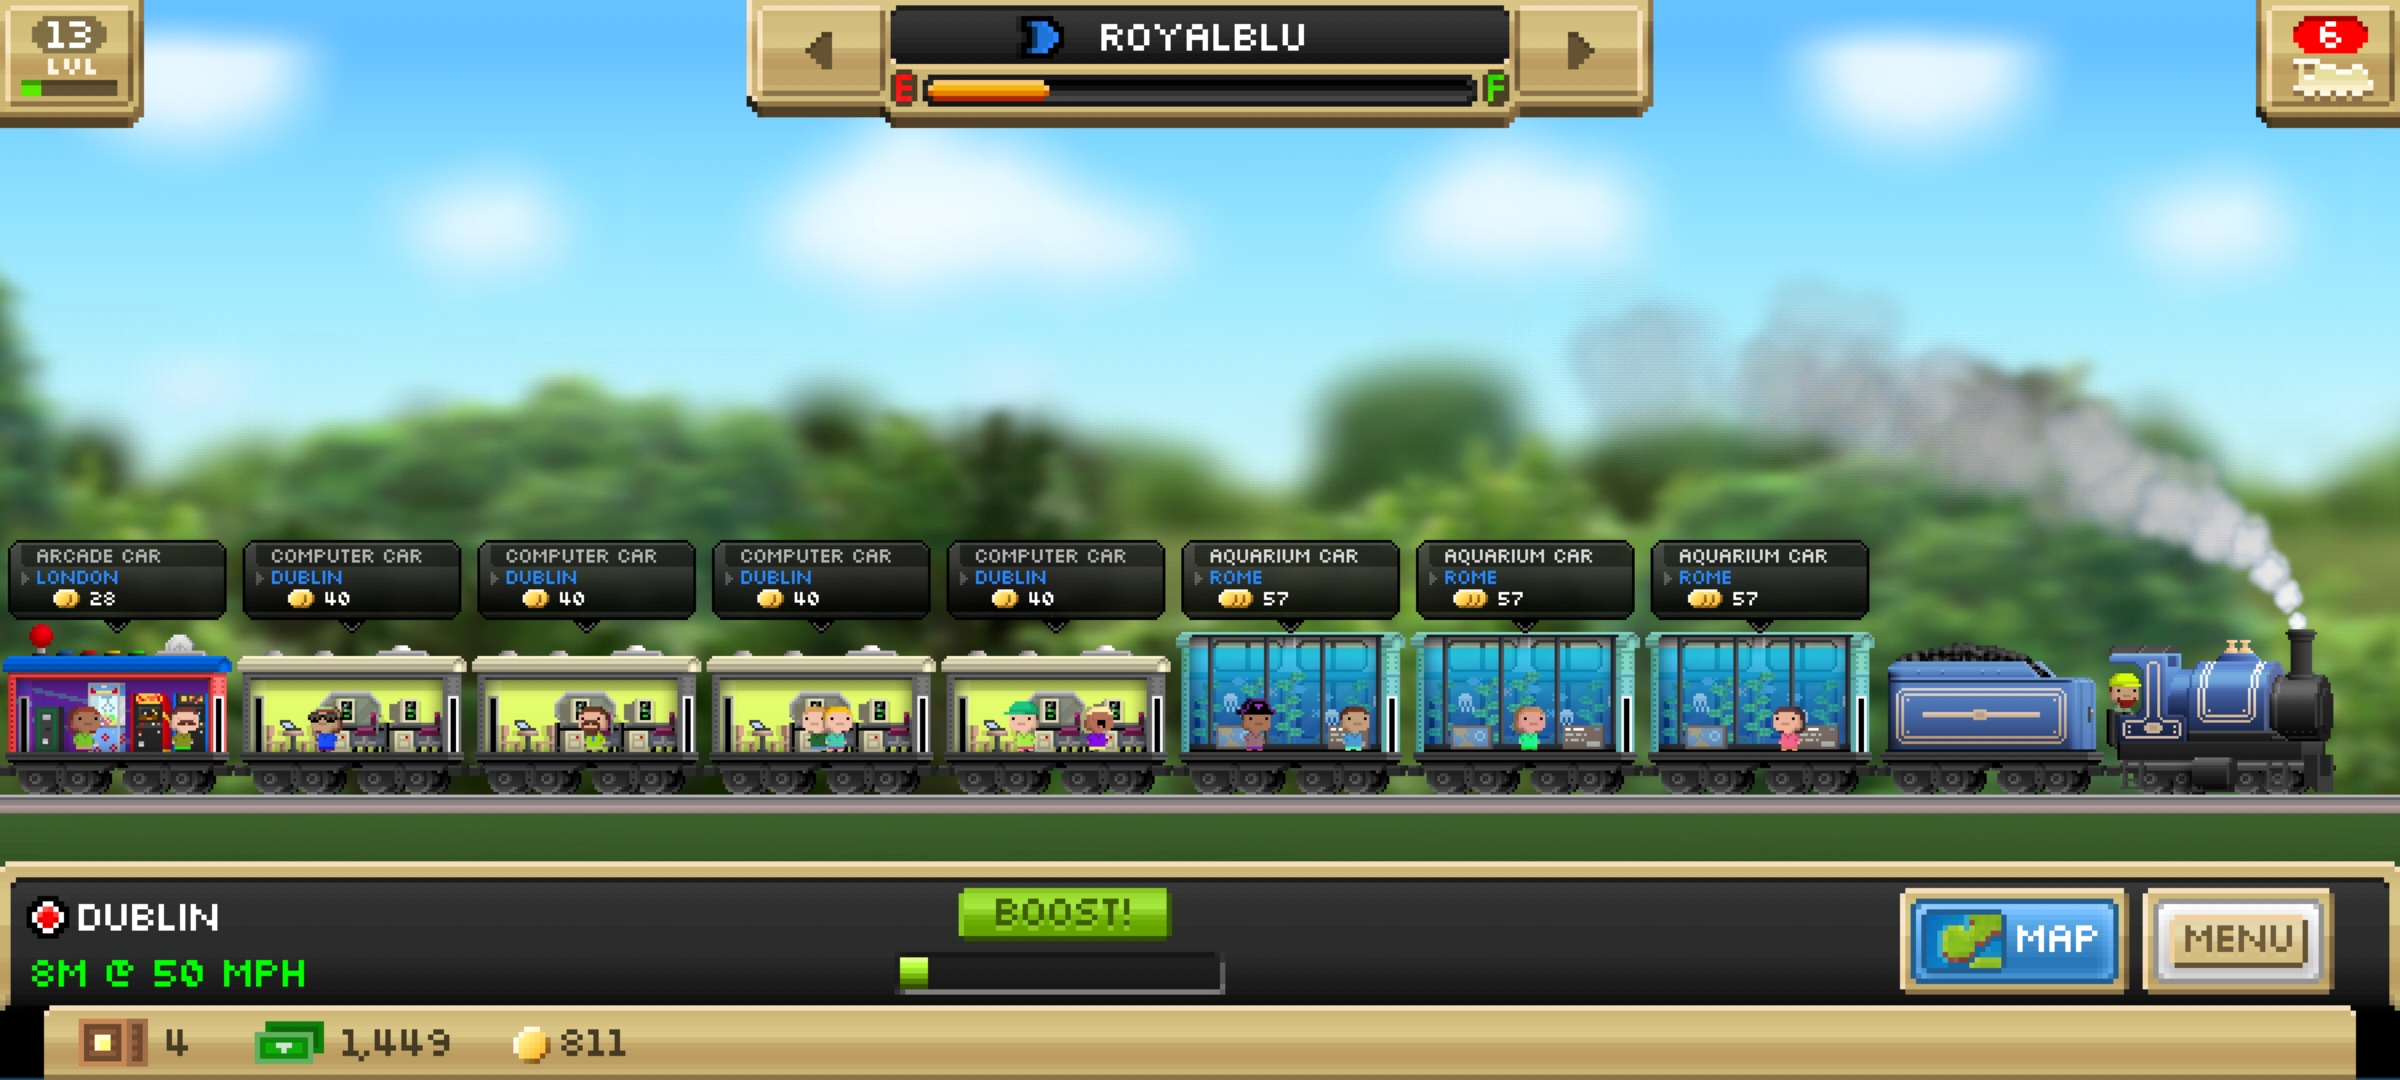 13
LVL
ROYALBLU
E F
6
ARCADE CAR
LONDON
28
COMPUTER CAR
DUBLIN
40
COMPUTER CAR
DUBLIN
40
COMPUTER CAR
DUBLIN
40
COMPUTER CAR
DUBLIN
40
AQUARIUM CAR
ROME
57
AQUARIUM CAR
ROME
57
AQUARIUM CAR
ROME
57
DUBLIN
8M @ 50 MPH
BOOST!
MAP
MENU
4
1,449
811